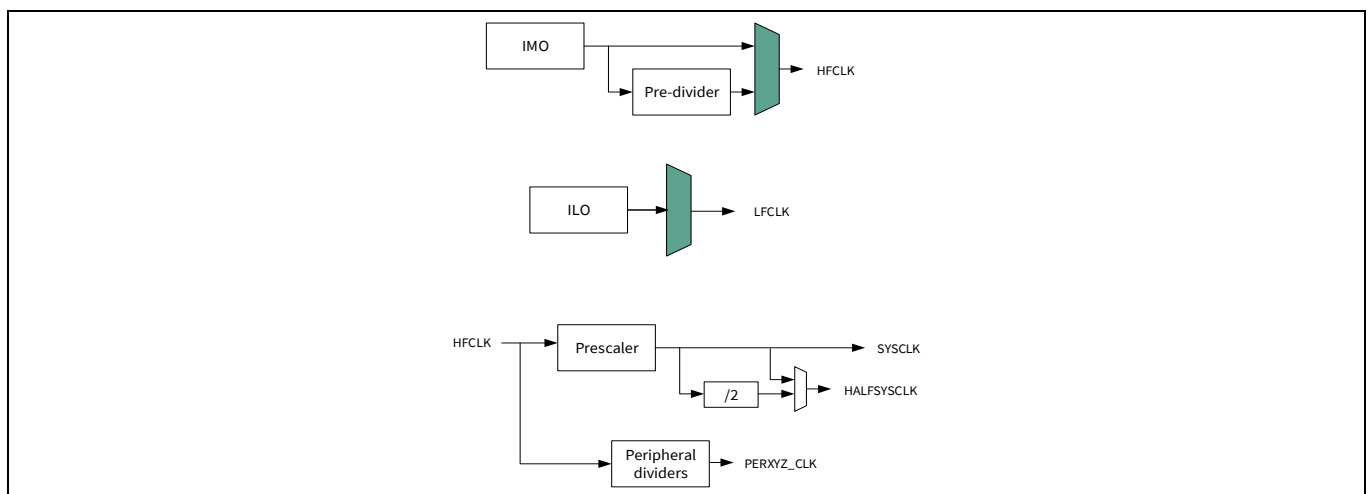 IMO
HFCLK
Pre-divider
ILO
LFCLK
HFCLK
Prescaler
SYSCLK
/2
HALFSYSCLK
Peripheral
dividers
PERXYZ_CLK